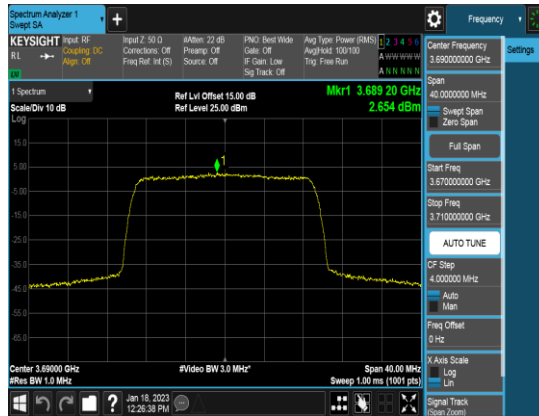 Spectrum Analyzer 1
Swept SA
+
Frequency
KEYSIGHT
R L
Input: RF
Coupling: DC
Align: Off
Input Z: 50 Ω
Corrections: Off
Freq Ref: Int (S)
#Atten: 22 dB
Preamp: Off
Source: Off
PNO: Best Wide
Gate: Off
IF Gain: Low
Sig Track: Off
Avg Type: Power (RMS)
Avg|Hold: 100/100
Trig: Free Run
1 2 3 4 5 6
A W W W W W
A N N N N N
1 Spectrum
Scale/Div 10 dB
Log
Ref Lvl Offset 15.00 dB
Ref Level 25.00 dBm
Mkr1 3.689 20 GHz
2.654 dBm
1
15.0
5.00
-5.00
-15.0
-25.0
-35.0
-45.0
-55.0
-65.0
Center 3.69000 GHz
#Res BW 1.0 MHz
#Video BW 3.0 MHz*
Span 40.00 MHz
Sweep 1.00 ms (1001 pts)
Jan 18, 2023
12:26:38 PM
?
Settings
Center Frequency
3.690000000 GHz
Span
40.0000000 MHz
Swept Span
Zero Span
Full Span
Start Freq
3.670000000 GHz
Stop Freq
3.710000000 GHz
AUTO TUNE
CF Step
4.000000 MHz
Auto
Man
Freq Offset
0 Hz
X Axis Scale
Log
Lin
Signal Track
(Span Zoom)